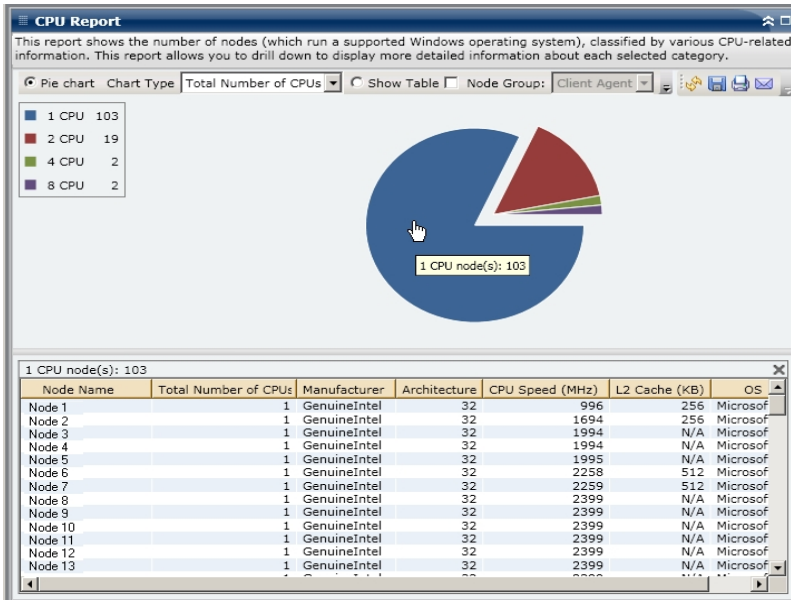 CPU Report
This report shows the number of nodes (which run a supported Windows operating system), classified by various CPU-related
information. This report allows you to drill down to display more detailed information about each selected category.
Pie chart Chart Type Total Number of CPUs Show Table Node Group: Client Agent
1 CPU 103
2 CPU 19
4 CPU 2
8 CPU 2
1 CPU node(s): 103
1 CPU node(s): 103
Node Name Total Number of CPUs Manufacturer Architecture CPU Speed (MHz) L2 Cache (KB) OS
Node 1 1 GenuineIntel 32 996 256 Microsof
Node 2 1 GenuineIntel 32 1694 256 Microsof
Node 3 1 GenuineIntel 32 1994 N/A Microsof
Node 4 1 GenuineIntel 32 1994 N/A Microsof
Node 5 1 GenuineIntel 32 1995 N/A Microsof
Node 6 1 GenuineIntel 32 2258 512 Microsof
Node 7 1 GenuineIntel 32 2259 512 Microsof
Node 8 1 GenuineIntel 32 2399 N/A Microsof
Node 9 1 GenuineIntel 32 2399 N/A Microsof
Node 10 1 GenuineIntel 32 2399 N/A Microsof
Node 11 1 GenuineIntel 32 2399 N/A Microsof
Node 12 1 GenuineIntel 32 2399 N/A Microsof
Node 13 1 GenuineIntel 32 2399 N/A Microsof